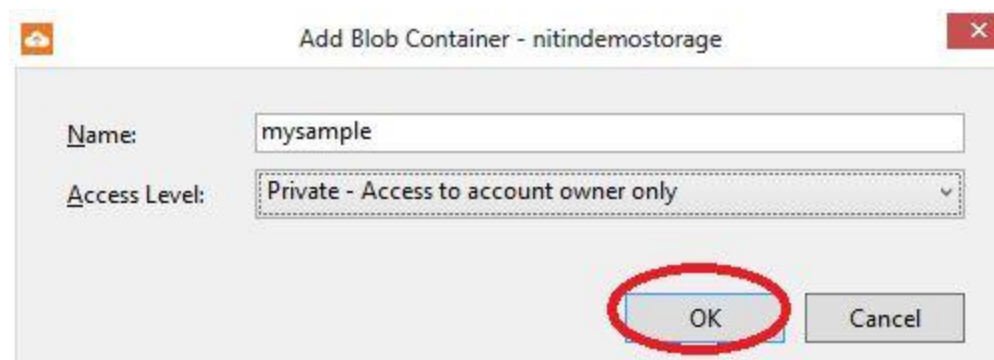 Add Blob Container - nitindemostorage
Name: mysample
Access Level: Private - Access to account owner only
OK Cancel